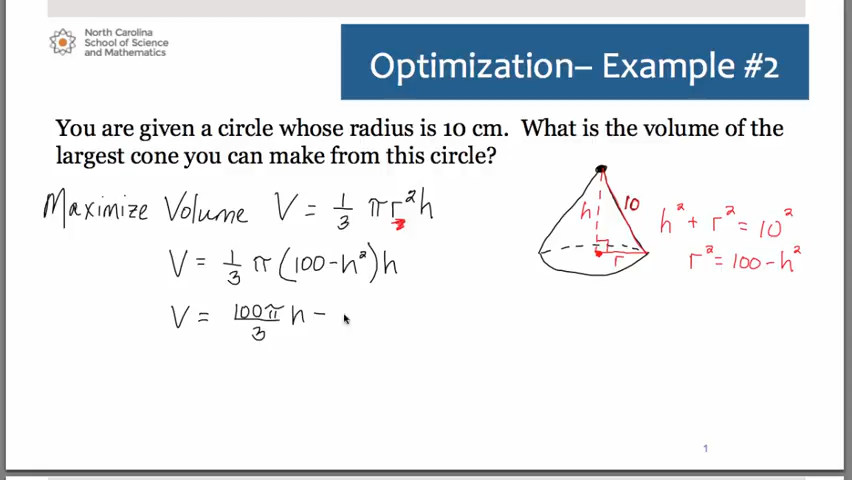 North Carolina
School of Science
and Mathematics
Optimization– Example #2
You are given a circle whose radius is 10 cm. What is the volume of the
largest cone you can make from this circle?
Maximize Volume V = 1/3 πr²h
V = 1/3 π(100-h²)h
V = 100π/3 h -
h
10
r
h² + r² = 10²
r² = 100 - h²
1